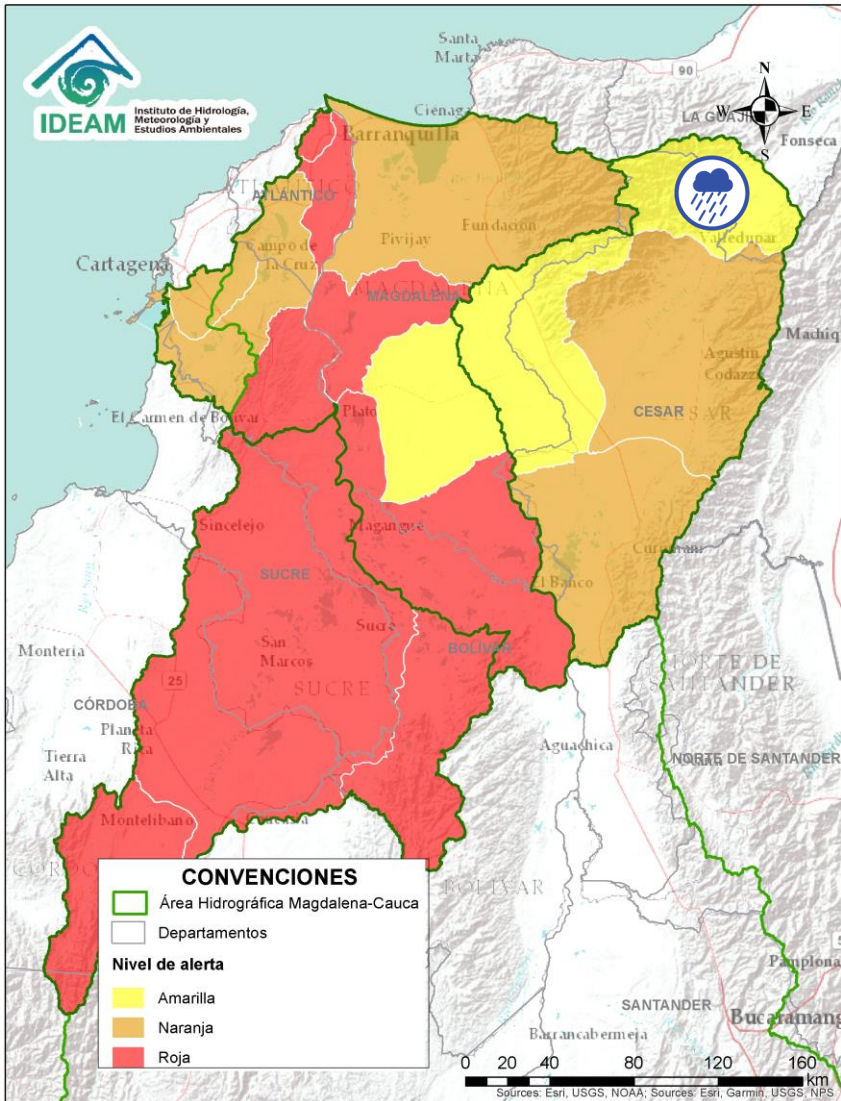 IDEAM
Instituto de Hidrología,
Meteorología y
Estudios Ambientales
Santa
Marta
90
N
W
E
S
LA GUAJI
Ciénaga
Fonseca
Barranquilla
ATLÁNTICO
Campo de
la Cruz
Pivijay
Fundación
Valledupar
Cartagena
MAGDALENA
Machiq
Agustín
Codazzi
El Carmen de Bolívar
Plato
CESAR
Sincelejo
Magangué
SUCRE
El Banco
Sucre
San
Marcos
SUCRE
BOLÍVAR
Montería
25
NORTE DE
SANTANDER
CÓRDOBA
Planeta
Rica
Aguachica
NORTE DE SANTANDER
Tierra
Alta
Montelíbano
BOLÍVAR
CONVENCIONES
Área Hidrográfica Magdalena-Cauca
Departamentos
Nivel de alerta
Amarilla
Naranja
Roja
Pamplona
SANTANDER
Bucaramang
Barrancabermeja
0 20 40 80 120 160
km
Sources: Esri, USGS, NOAA; Sources: Esri, Garmin, USGS, NPS